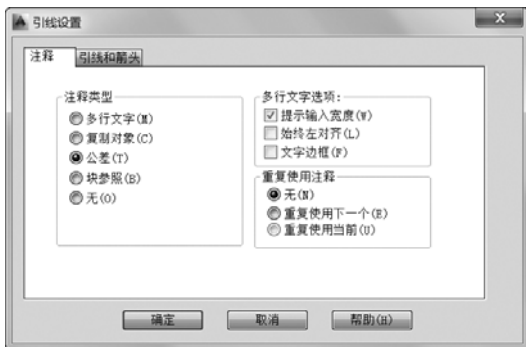 引线设置
注释
引线和箭头
注释类型
多行文字(M)
复制对象(C)
公差(T)
块参照(B)
无(O)
多行文字选项:
提示输入宽度(W)
始终左对齐(L)
文字边框(F)
重复使用注释
无(N)
重复使用下一个(E)
重复使用当前(U)
确定
取消
帮助(H)